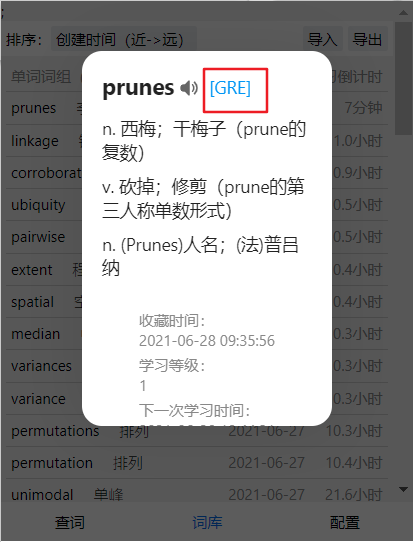 ;
排序： 创建时间（近->远） 导入 导出
单词词组 习倒计时
prunes 7分钟
linkage 1.0小时
corroborat 0.9小时
ubiquity 0.5小时
pairwise 0.5小时
extent 程 0.4小时
spatial 0.4小时
median 0.3小时
variances 0.3小时
variance 0.3小时
permutations 排列 2021-06-27 10.3小时
permutation 排列 2021-06-27 10.4小时
unimodal 单峰 2021-06-27 21.6小时
prunes [GRE]
n. 西梅；干梅子（prune的
复数）
v. 砍掉；修剪（prune的第
三人称单数形式）
n. (Prunes)人名；(法)普吕
纳
收藏时间：
2021-06-28 09:35:56
学习等级：
1
下一次学习时间：
查词 词库 配置